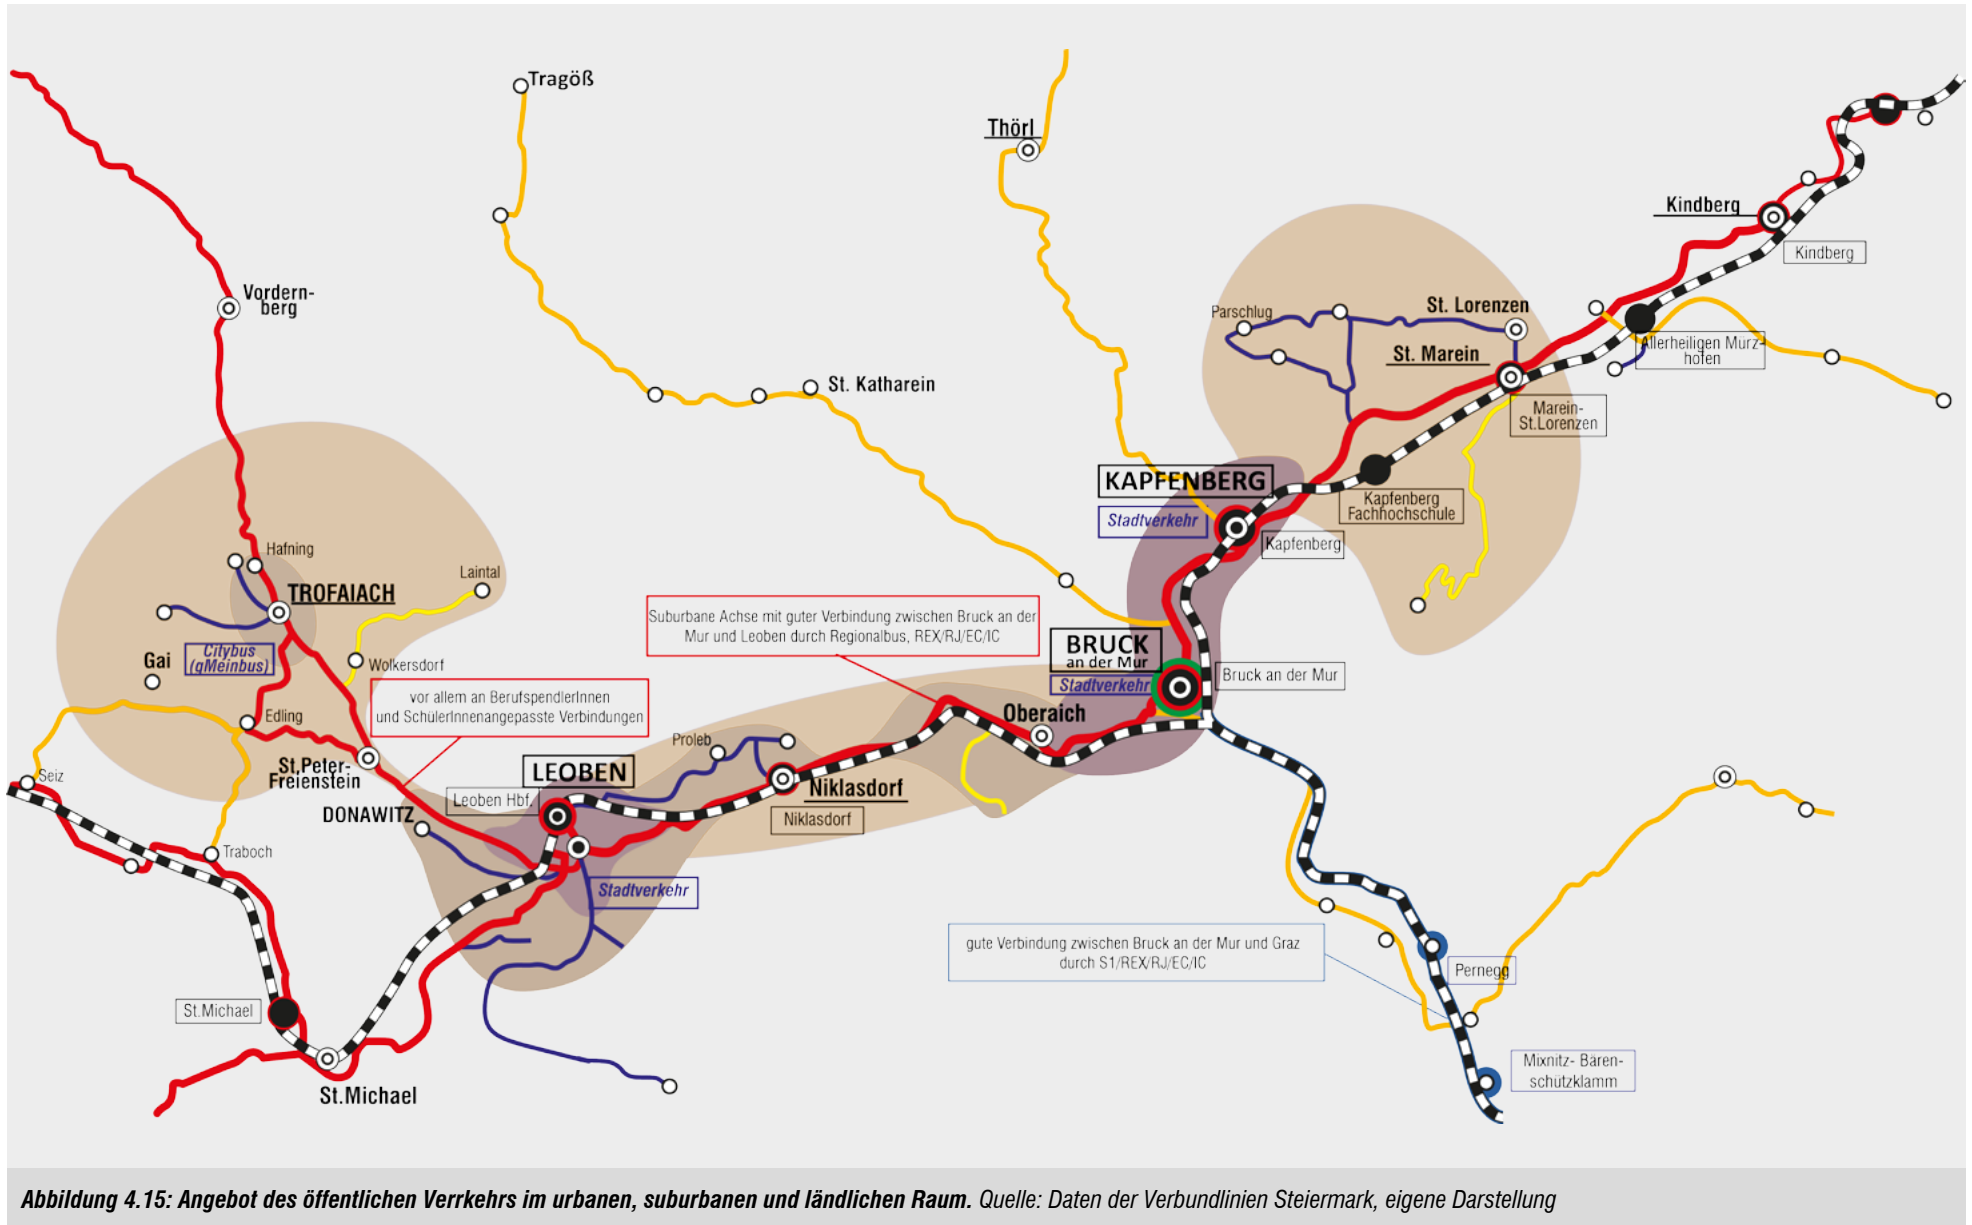 Tragöß
Thörl
Kindberg
Kindberg
Vordern-
berg
Parschlug
St. Lorenzen
St. Marein
Allerheiligen Mürz-
hofen
St. Katharein
Marein-
St.Lorenzen
KAPFENBERG
Stadtverkehr
Kapfenberg
Fachhochschule
Kapfenberg
Hafning
TROFAIACH
Laintal
Citybus
(gMeinbus)
Gai
Wolkersdorf
Suburbane Achse mit guter Verbindung zwischen Bruck an der
Mur und Leoben durch Regionalbus, REX/RJ/EC/IC
BRUCK
an der Mur
Stadtverkehr
Bruck an der Mur
vor allem an BerufspendlerInnen
und SchülerInnenangepasste Verbindungen
Edling
Oberaich
Proleb
St.Peter-
Freienstein
Seiz
LEOBEN
Leoben Hbf.
DONAWITZ
Niklasdorf
Niklasdorf
Traboch
Stadtverkehr
gute Verbindung zwischen Bruck an der Mur und Graz
durch S1/REX/RJ/EC/IC
Pernegg
St.Michael
St.Michael
Mixnitz- Bären-
schützklamm
Abbildung 4.15: Angebot des öffentlichen Verrkehrs im urbanen, suburbanen und ländlichen Raum. Quelle: Daten der Verbundlinien Steiermark, eigene Darstellung